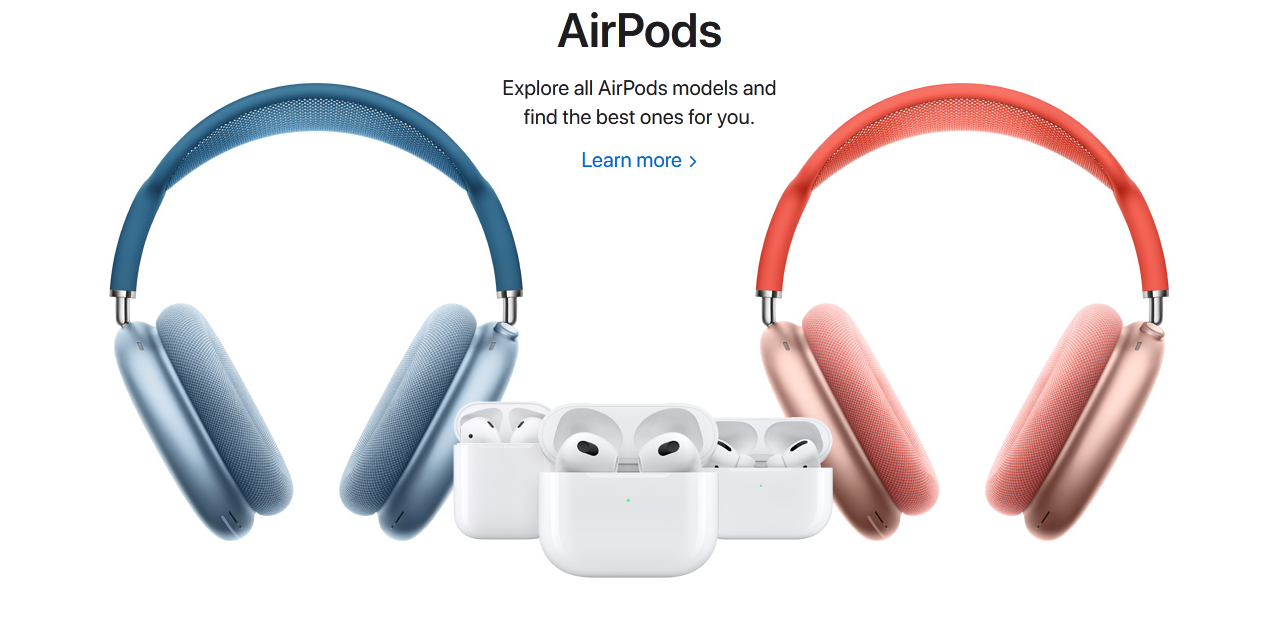 AirPods
Explore all AirPods models and
find the best ones for you.
Learn more >